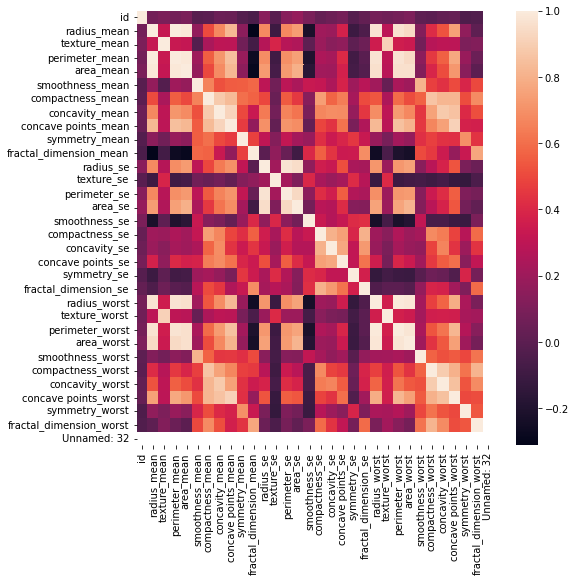 id
radius_mean
texture_mean
perimeter_mean
area_mean
smoothness_mean
compactness_mean
concavity_mean
concave points_mean
symmetry_mean
fractal_dimension_mean
radius_se
texture_se
perimeter_se
area_se
smoothness_se
compactness_se
concavity_se
concave points_se
symmetry_se
fractal_dimension_se
radius_worst
texture_worst
perimeter_worst
area_worst
smoothness_worst
compactness_worst
concavity_worst
concave points_worst
symmetry_worst
fractal_dimension_worst
Unnamed: 32
id
radius_mean
texture_mean
perimeter_mean
area_mean
smoothness_mean
compactness_mean
concavity_mean
concave points_mean
symmetry_mean
fractal_dimension_mean
radius_se
texture_se
perimeter_se
area_se
smoothness_se
compactness_se
concavity_se
concave points_se
symmetry_se
fractal_dimension_se
radius_worst
texture_worst
perimeter_worst
area_worst
smoothness_worst
compactness_worst
concavity_worst
concave points_worst
symmetry_worst
fractal_dimension_worst
Unnamed: 32
1.0
0.8
0.6
0.4
0.2
0.0
−0.2